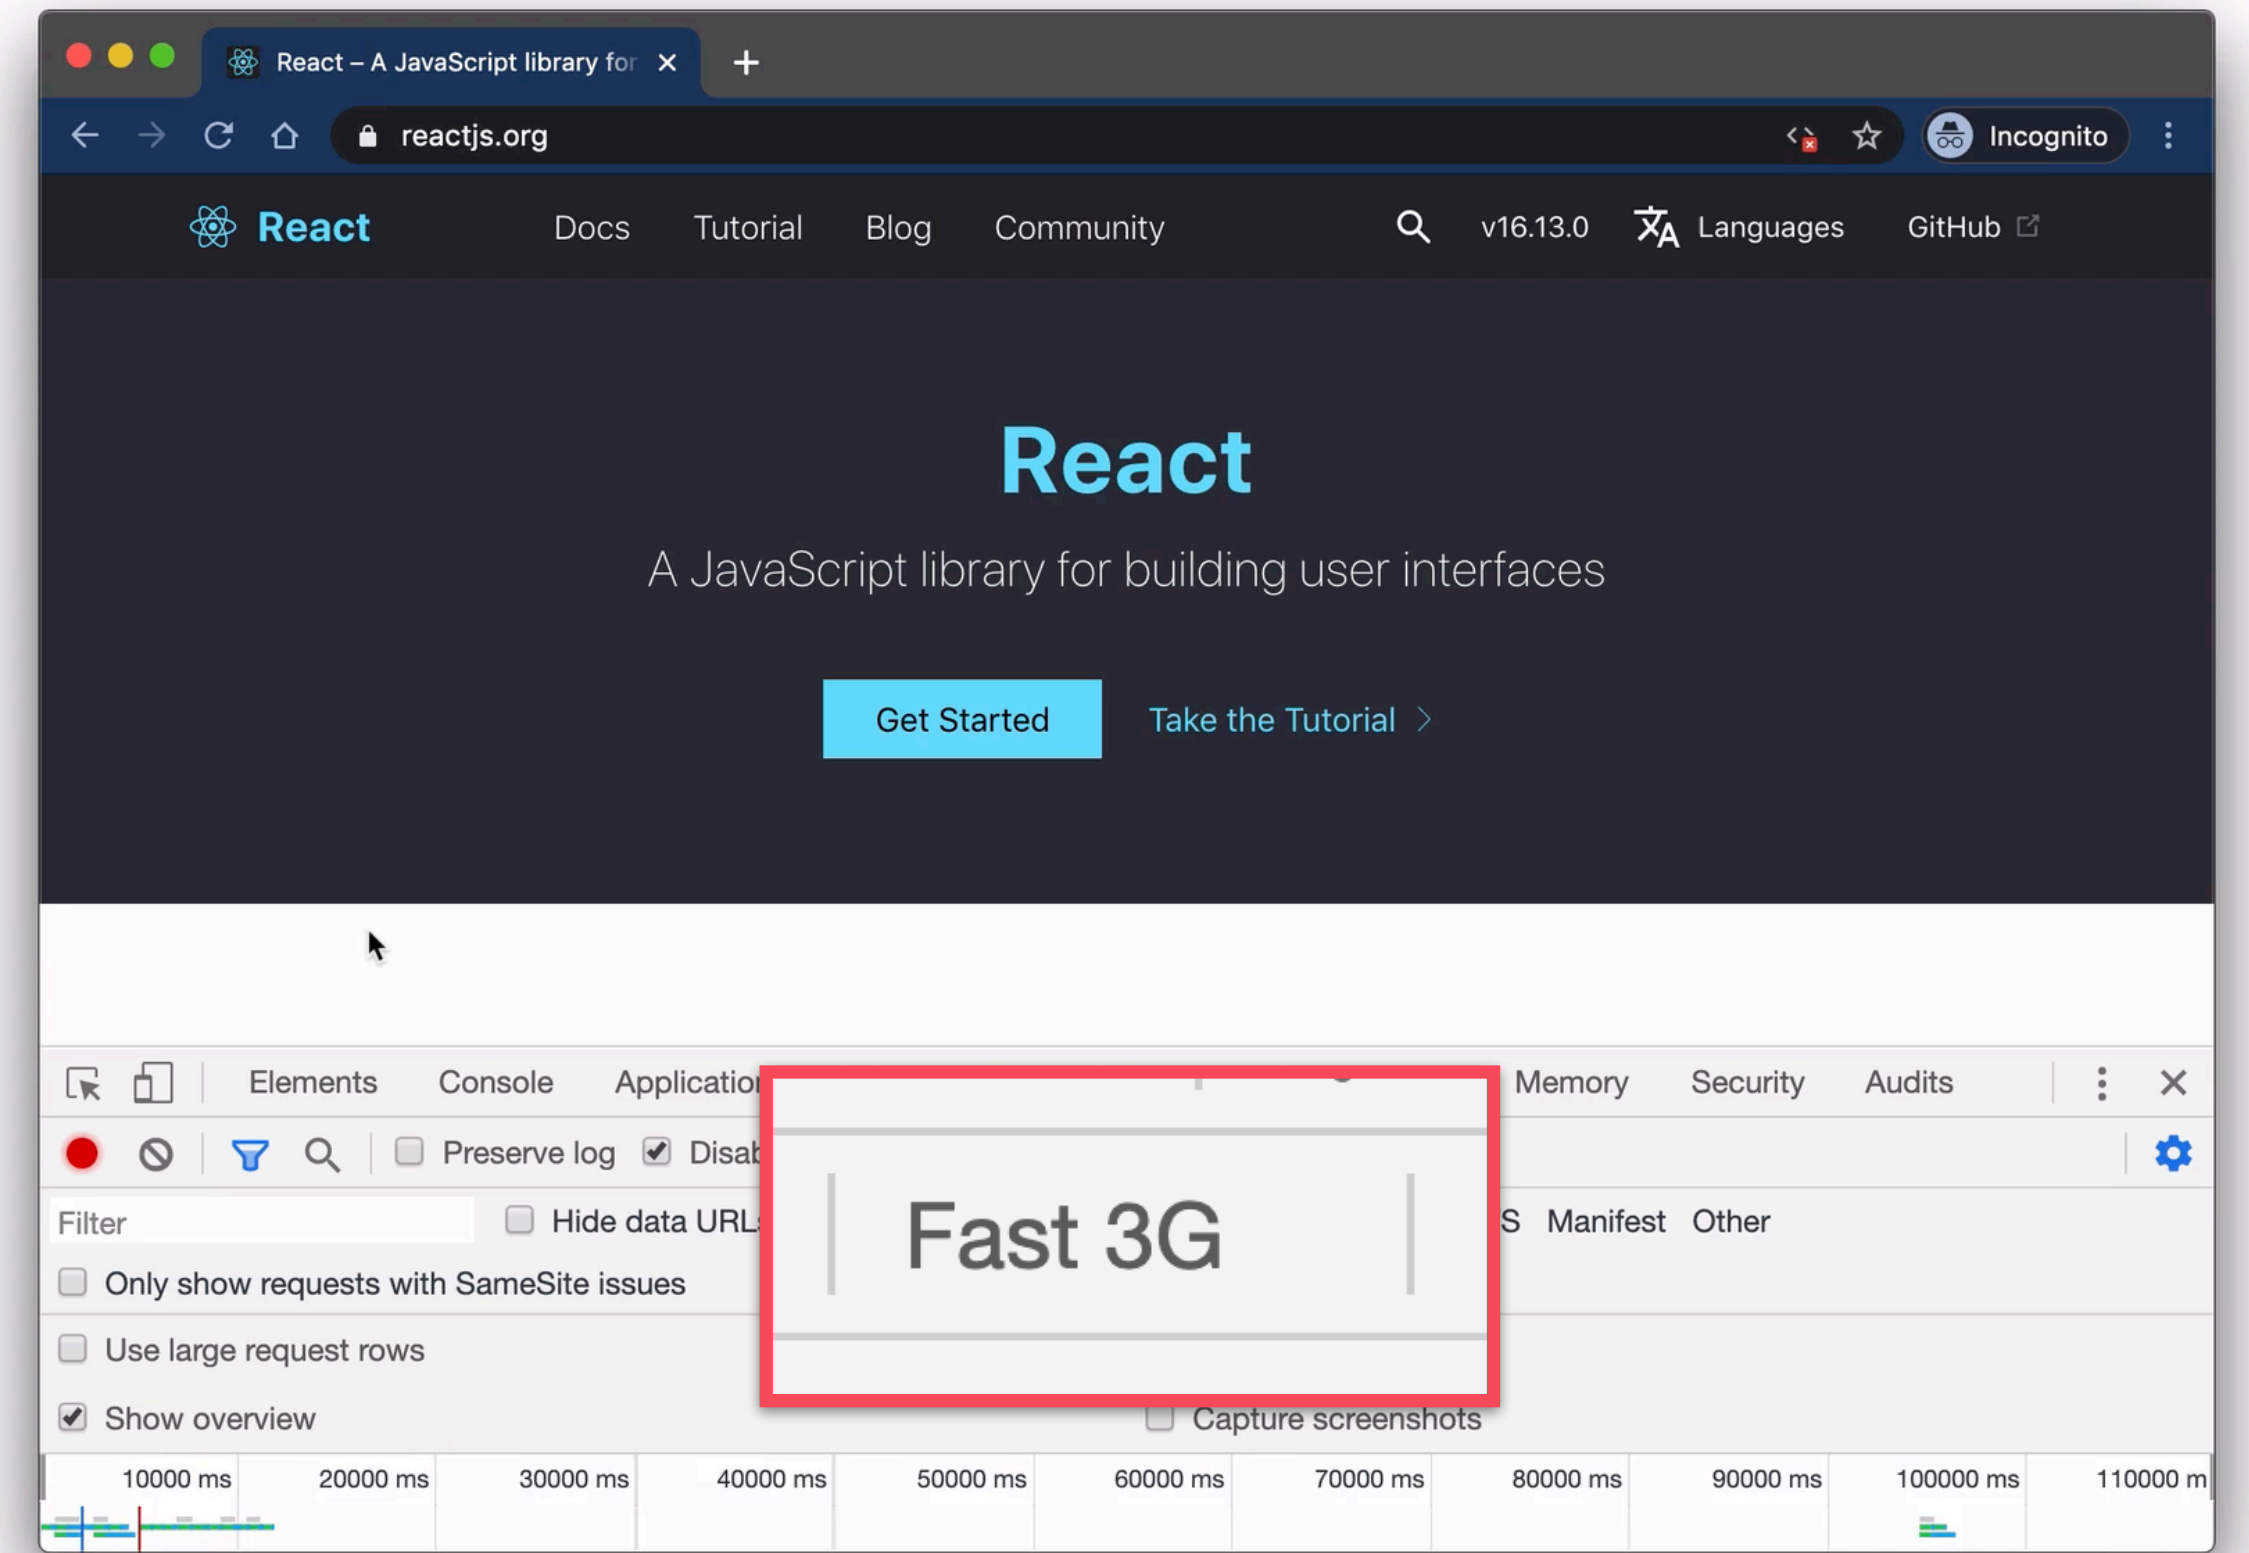 React – A JavaScript library for
reactjs.org
Incognito
React Docs Tutorial Blog Community v16.13.0 Languages GitHub
React
A JavaScript library for building user interfaces
Get Started Take the Tutorial
Elements Console Application Memory Security Audits
Preserve log Disab
Filter Hide data URLs S Manifest Other
Fast 3G
Only show requests with SameSite issues
Use large request rows
Show overview Capture screenshots
10000 ms 20000 ms 30000 ms 40000 ms 50000 ms 60000 ms 70000 ms 80000 ms 90000 ms 100000 ms 110000 m